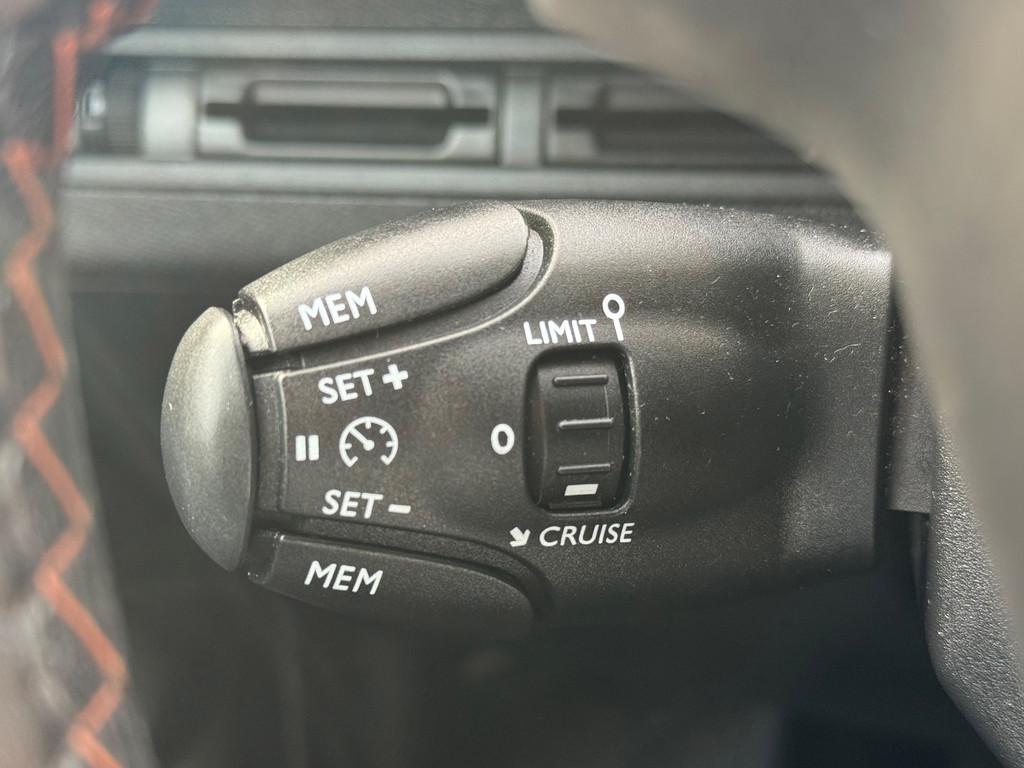 MEM
LIMIT
SET +
0
SET -
CRUISE
MEM